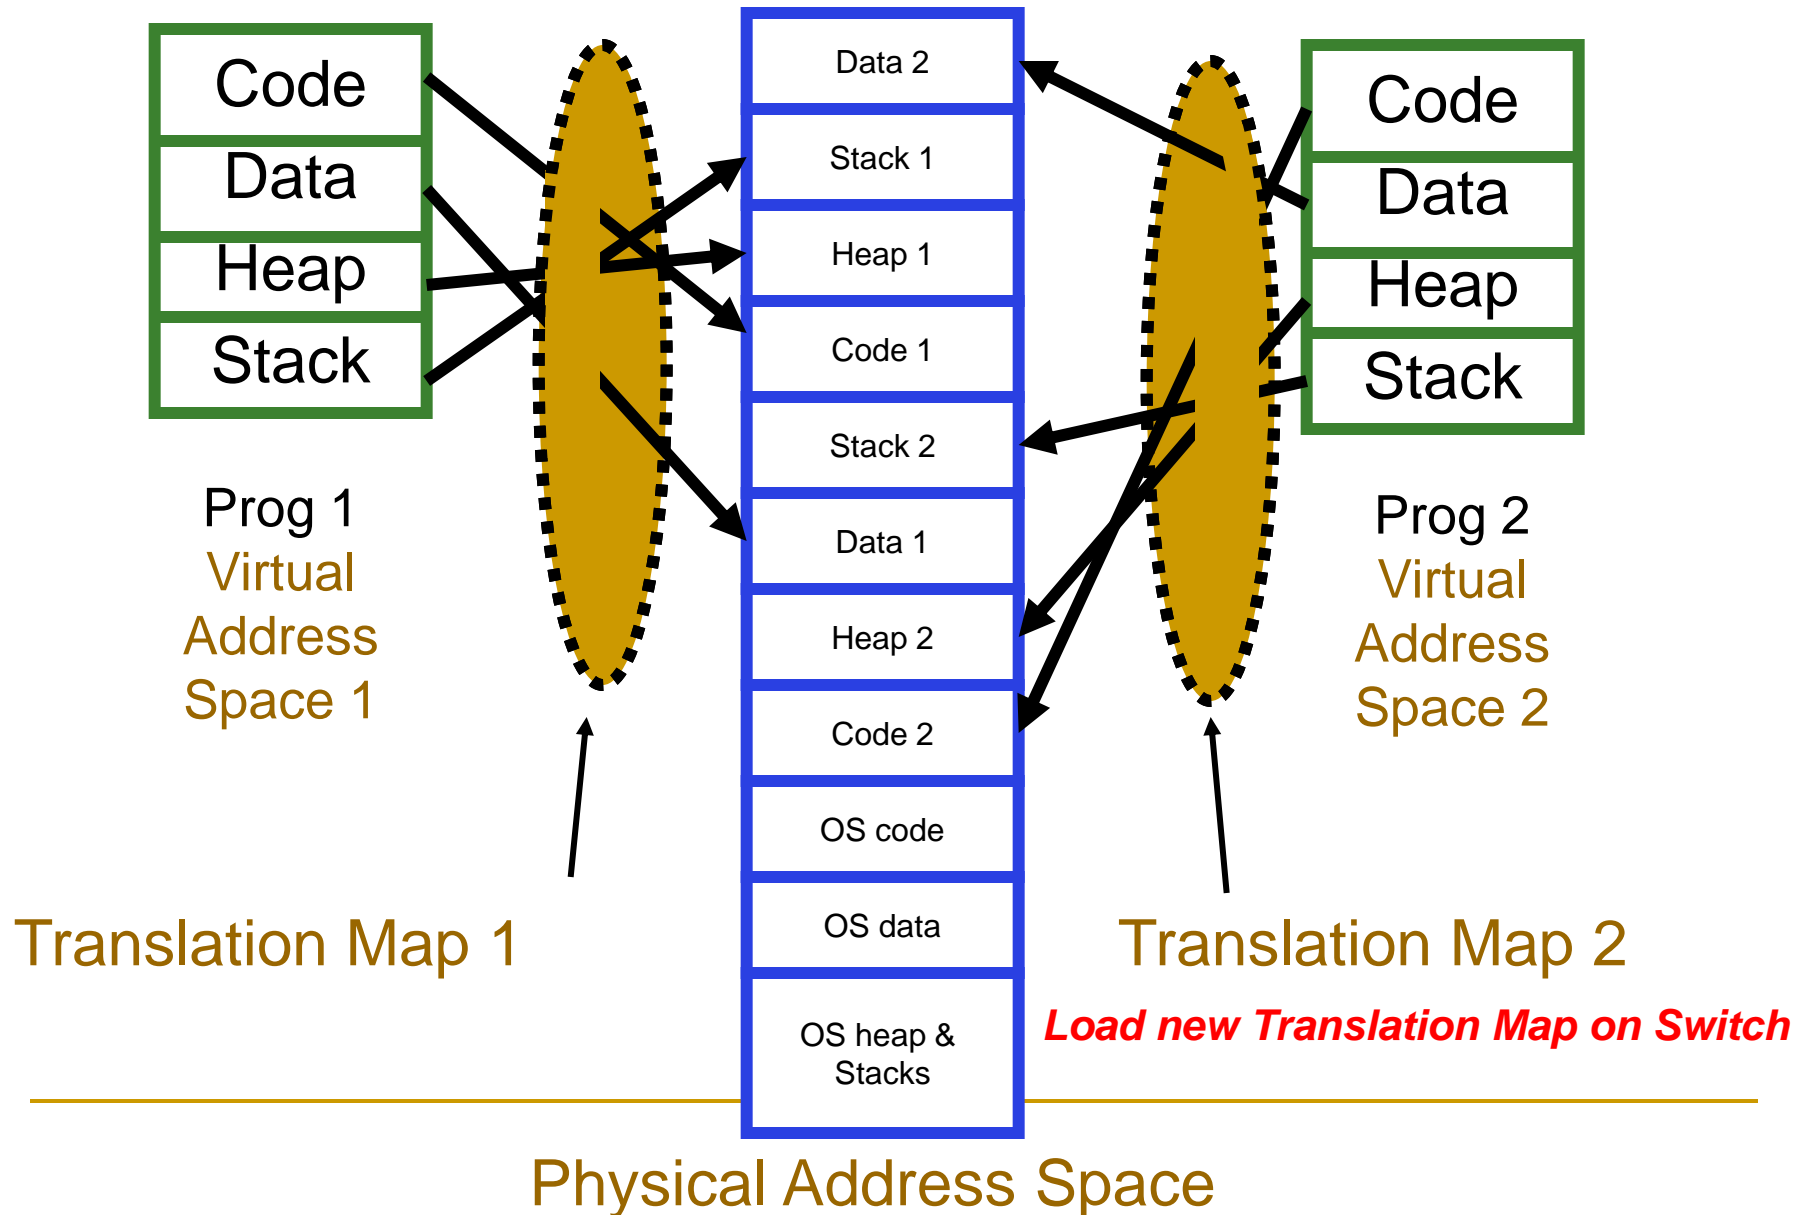 Code
Data
Heap
Stack
Prog 1
Virtual
Address
Space 1
Translation Map 1
Data 2
Stack 1
Heap 1
Code 1
Stack 2
Data 1
Heap 2
Code 2
OS code
OS data
OS heap &
Stacks
Code
Data
Heap
Stack
Prog 2
Virtual
Address
Space 2
Translation Map 2
Load new Translation Map on Switch
Physical Address Space